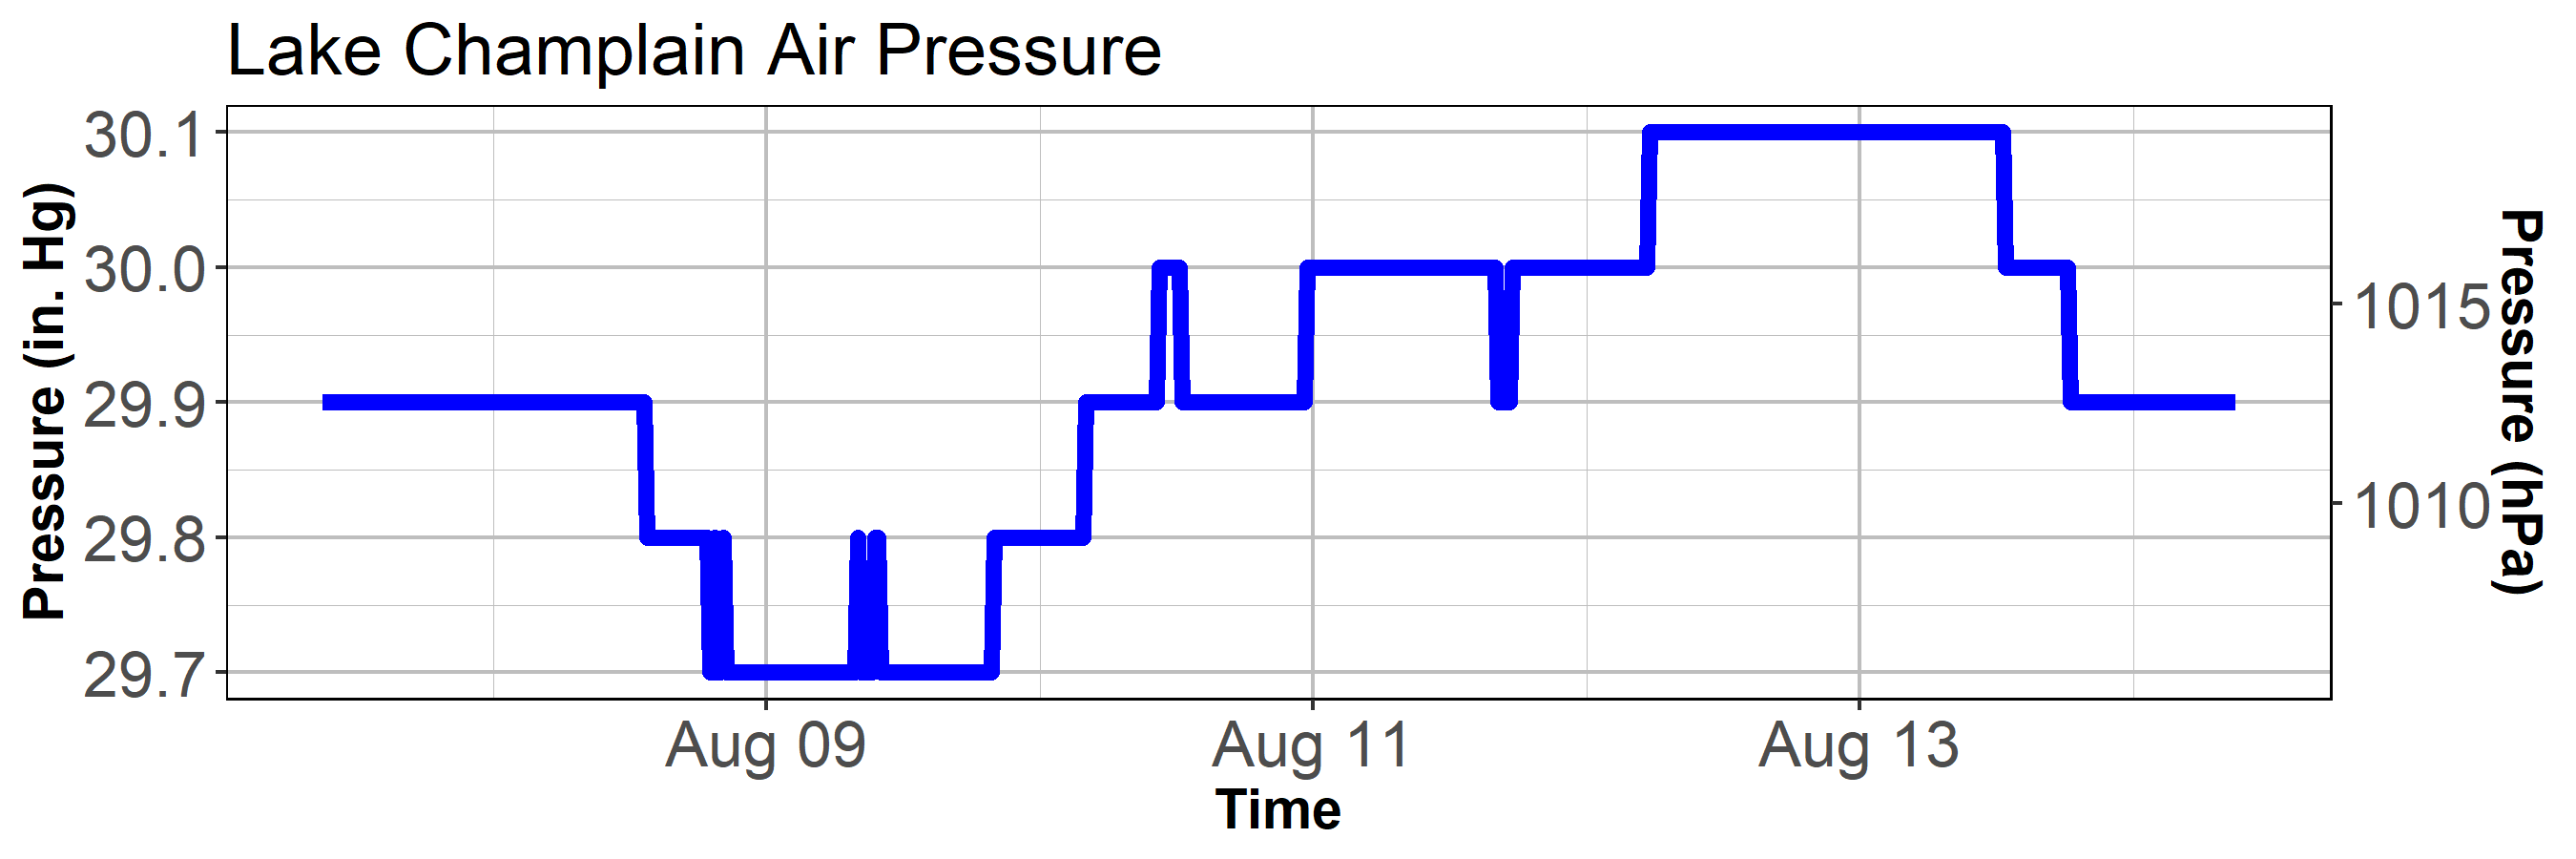 Lake Champlain Air Pressure
30.1
30.0
29.9
29.8
29.7
Pressure (in. Hg)
1015
1010
Pressure (hPa)
Aug 09 Aug 11 Aug 13
Time